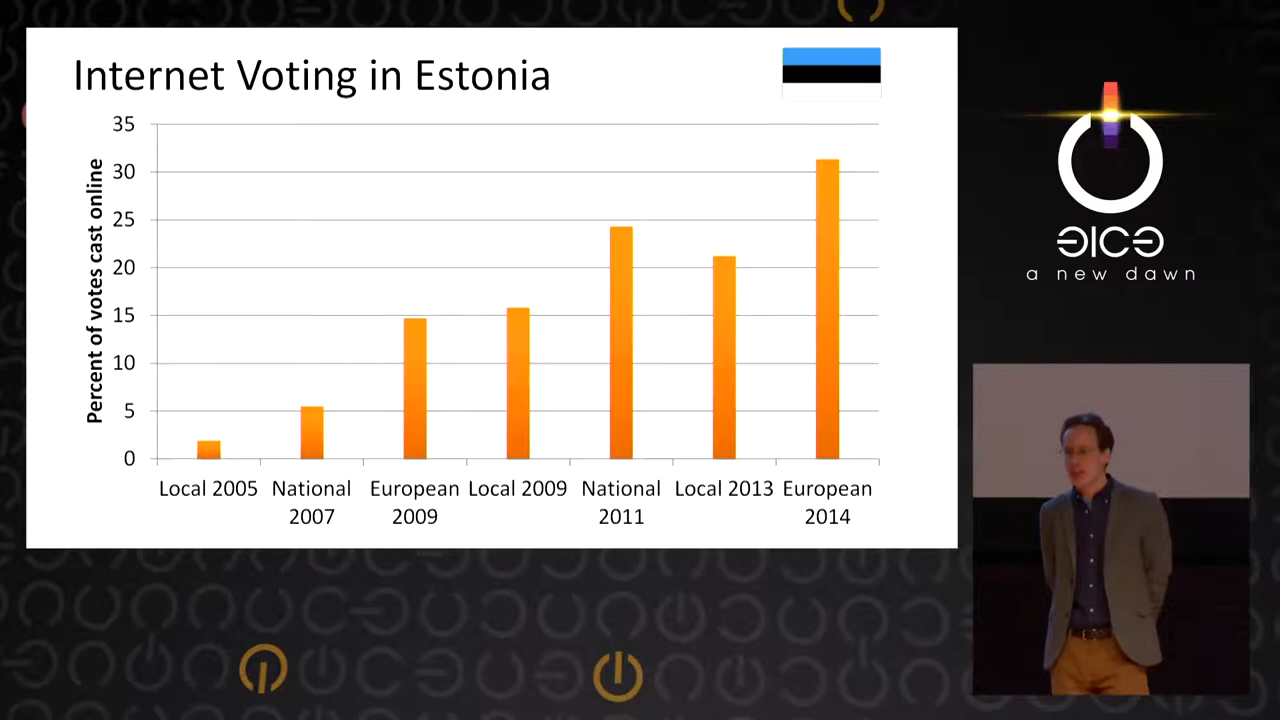 Internet Voting in Estonia
Percent of votes cast online
35
30
25
20
15
10
5
0
Local 2005
National 2007
European 2009
Local 2009
National 2011
Local 2013
European 2014
a new dawn